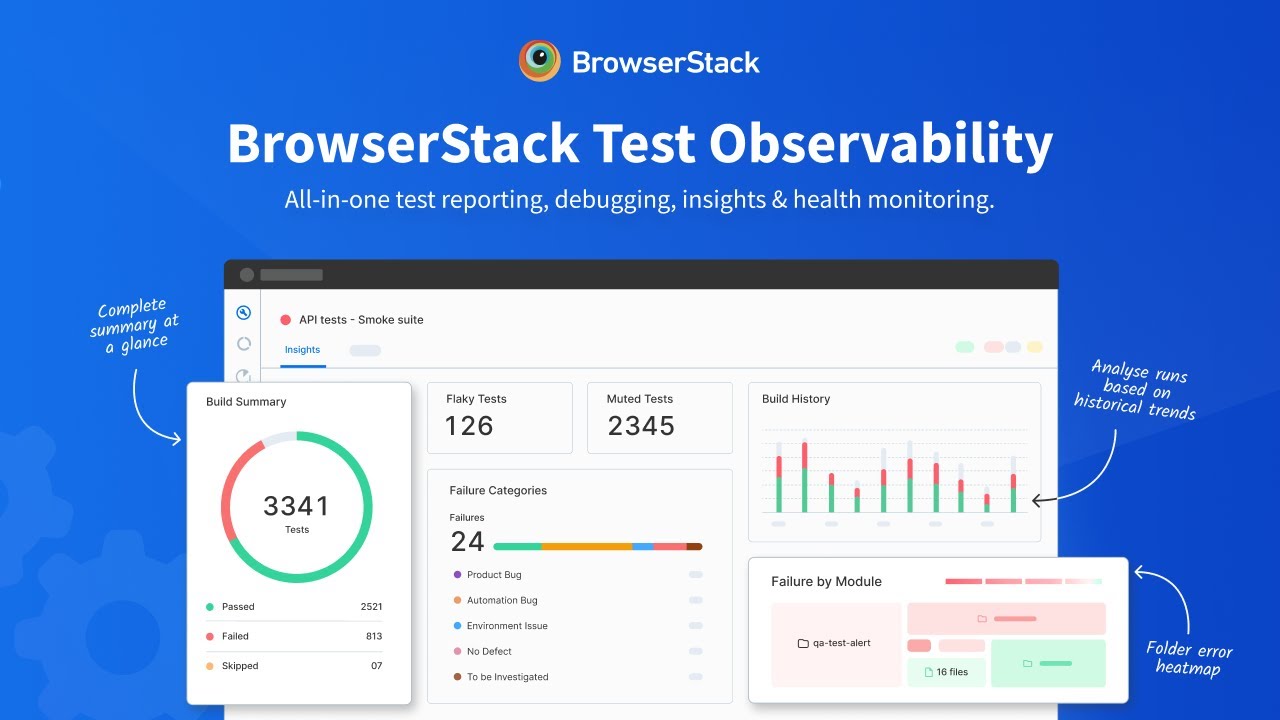 BrowserStack
BrowserStack Test Observability
All-in-one test reporting, debugging, insights & health monitoring.
Complete
summary at
a glance
API tests - Smoke suite
Insights
Analyse runs
based on
historical trends
Build Summary
3341
Tests
Passed 2521
Failed 813
Skipped 07
Flaky Tests
126
Muted Tests
2345
Failure Categories
Failures
24
Product Bug
Automation Bug
Environment Issue
No Defect
To be Investigated
Build History
Failure by Module
qa-test-alert
16 files
Folder error
heatmap